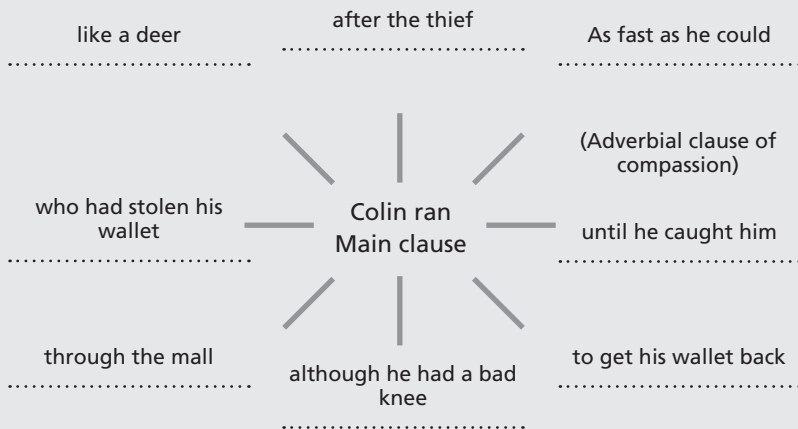 like a deer
after the thief
As fast as he could
(Adverbial clause of
compassion)
who had stolen his
wallet
Colin ran
Main clause
until he caught him
through the mall
although he had a bad
knee
to get his wallet back